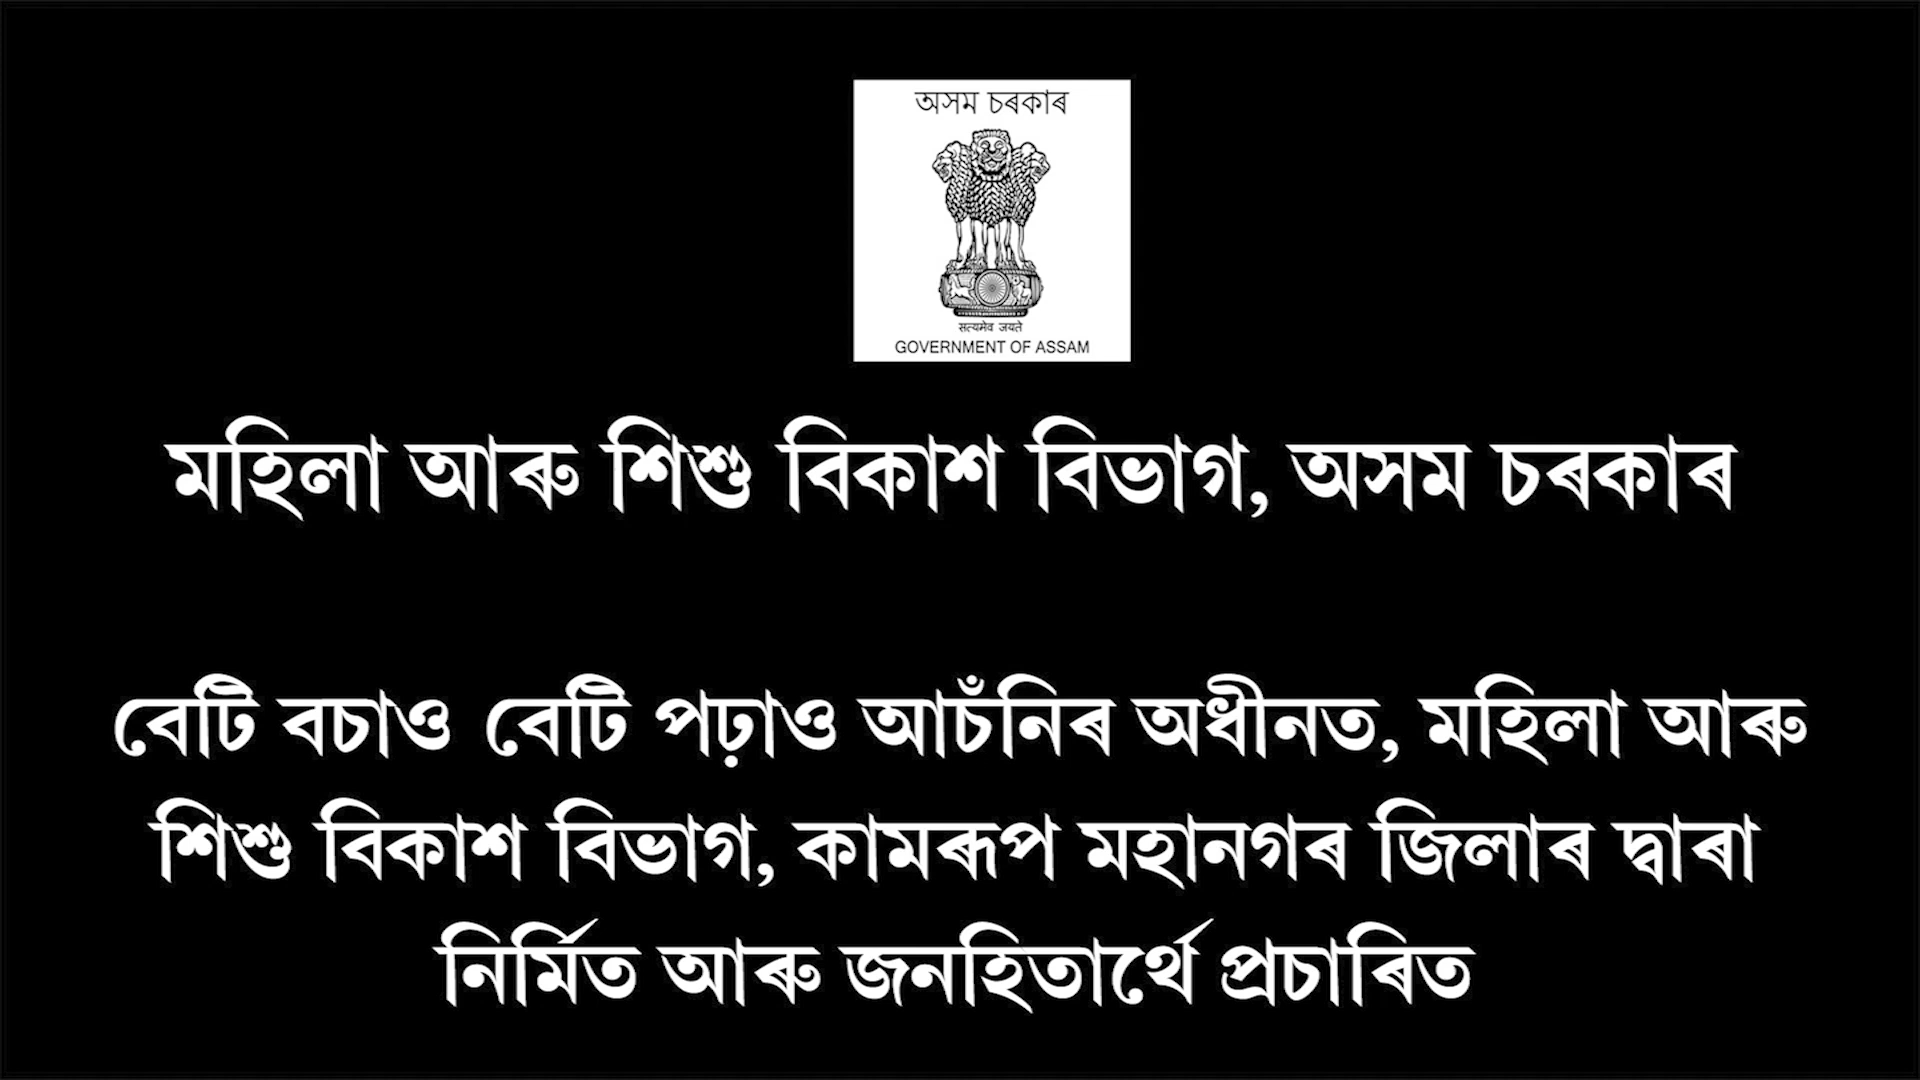 অসম চৰকাৰ
सत्यमेव जयते
GOVERNMENT OF ASSAM
মহিলা আৰু শিশু বিকাশ বিভাগ, অসম চৰকাৰ
বেটি বচাও বেটি পঢ়াও আচঁনিৰ অধীনত, মহিলা আৰু
শিশু বিকাশ বিভাগ, কামৰূপ মহানগৰ জিলাৰ দ্বাৰা
নিৰ্মিত আৰু জনহিতাৰ্থে প্ৰচাৰিত